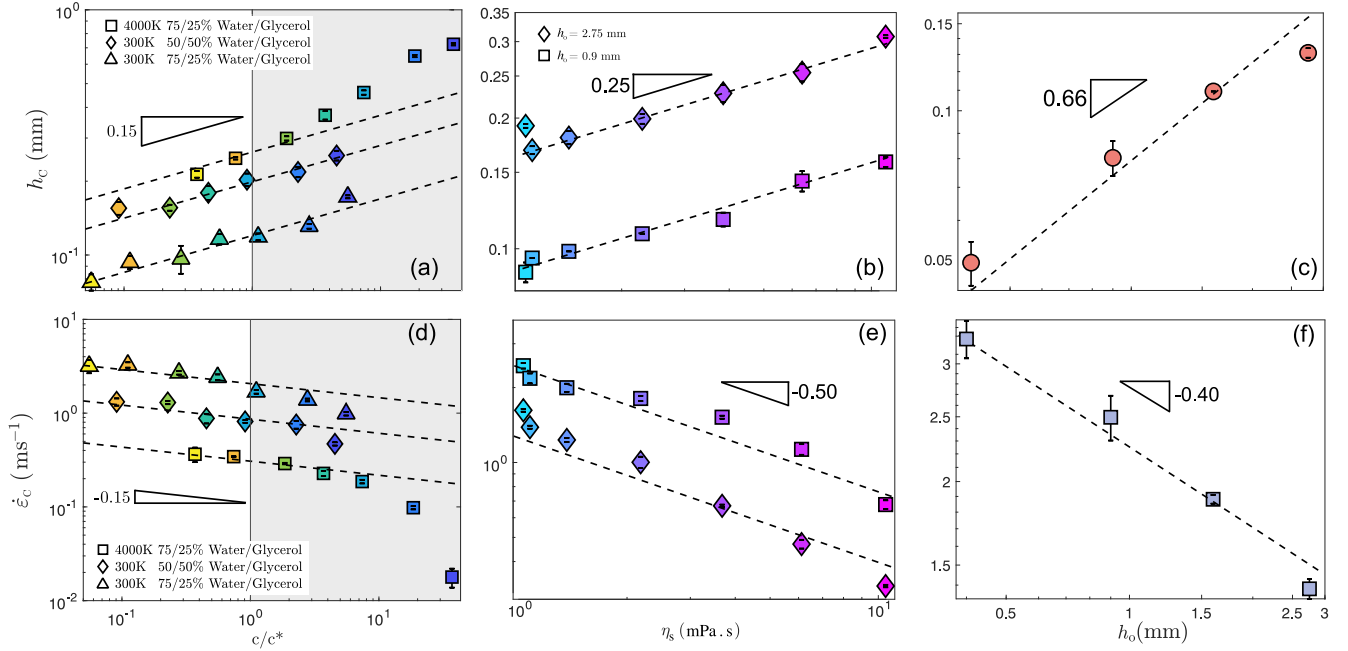 10^0
4000K 75/25% Water/Glycerol
300K 50/50% Water/Glycerol
300K 75/25% Water/Glycerol
0.15
h_c (mm)
10^-1
(a)
0.35
h_o = 2.75 mm
h_o = 0.9 mm
0.25
0.25
0.2
0.15
0.1
(b)
0.15
0.1
0.66
0.05
(c)
10^1
(d)
10^0
ε̇_c ( ms^-1)
10^-1
-0.15
4000K 75/25% Water/Glycerol
300K 50/50% Water/Glycerol
300K 75/25% Water/Glycerol
10^-2
10^-1 10^0 10^1
c/c*
(e)
-0.50
10^0
10^0 10^1
η_s (mPa.s)
(f)
3
2.5
2
1.5
-0.40
0.5 1 1.5 2 3
h_o(mm)